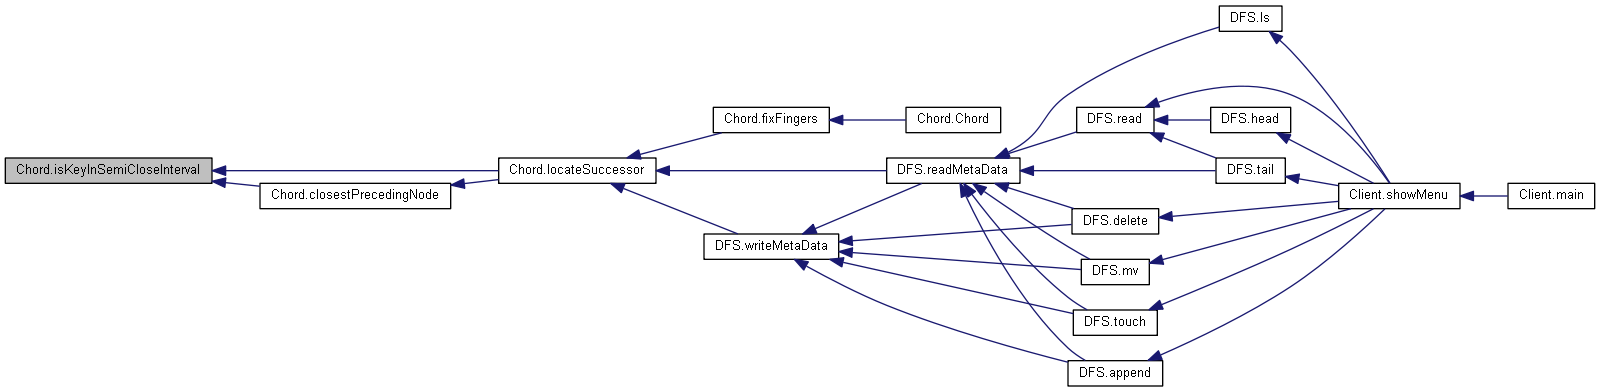 DFS.ls
Chord.fixFingers
Chord.Chord
DFS.read
DFS.head
Chord.isKeyInSemiCloseInterval
Chord.locateSuccessor
DFS.readMetaData
DFS.tail
Chord.closestPrecedingNode
Client.showMenu
Client.main
DFS.delete
DFS.writeMetaData
DFS.mv
DFS.touch
DFS.append